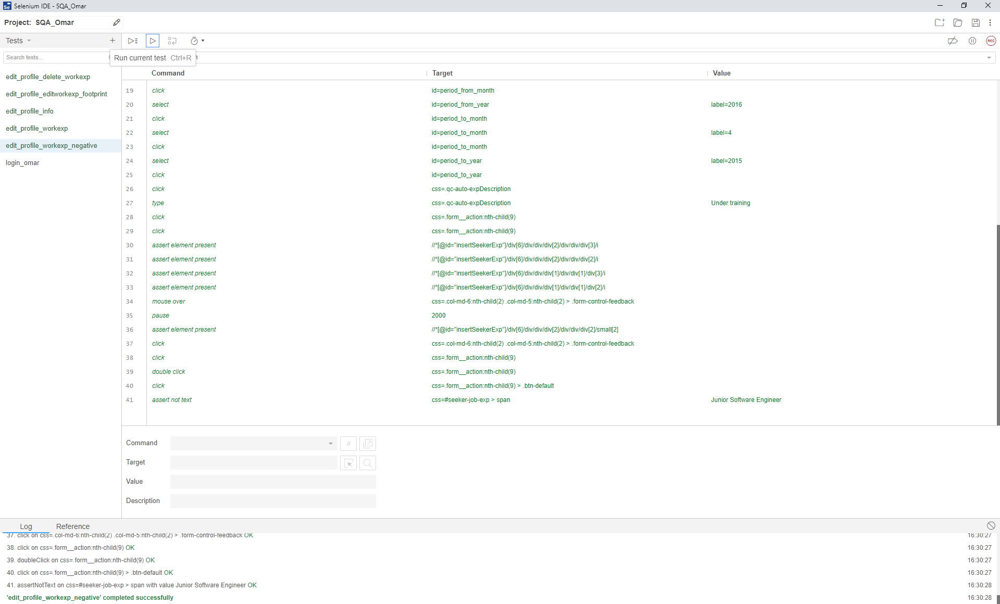 Se Selenium IDE - SQA_Omar
Project: SQA_Omar
Tests
Search tests...
Run current test Ctrl+R
REC
edit_profile_delete_workexp
edit_profile_editworkexp_footprint
edit_profile_info
edit_profile_workexp
edit_profile_workexp_negative
login_omar
Command Target Value
19 click id=period_from_month
20 select id=period_from_year label=2016
21 click id=period_to_month
22 select id=period_to_month label=4
23 click id=period_to_month
24 select id=period_to_year label=2015
25 click id=period_to_year
26 click css=.qc-auto-expDescription
27 type css=.qc-auto-expDescription Under training
28 click css=.form__action:nth-child(9)
29 click css=.form__action:nth-child(9)
30 assert element present //*[@id="insertSeekerExp"]/div[6]/div/div/div[2]/div/div/div[3]/i
31 assert element present //*[@id="insertSeekerExp"]/div[6]/div/div/div[2]/div/div/div[2]/i
32 assert element present //*[@id="insertSeekerExp"]/div[6]/div/div/div[1]/div/div[1]/div[3]/i
33 assert element present //*[@id="insertSeekerExp"]/div[6]/div/div/div[1]/div/div[1]/div[2]/i
34 mouse over css=.col-md-6:nth-child(2) .col-md-5:nth-child(2) > .form-control-feedback
35 pause 2000
36 assert element present //*[@id="insertSeekerExp"]/div[6]/div/div/div[2]/div/div/div[2]/small[2]
37 click css=.col-md-6:nth-child(2) .col-md-5:nth-child(2) > .form-control-feedback
38 click css=.form__action:nth-child(9)
39 double click css=.form__action:nth-child(9)
40 click css=.form__action:nth-child(9) > .btn-default
41 assert not text css=#seeker-job-exp > span Junior Software Engineer
Command //
Target
Value
Description
Log Reference
37. click on css=.col-md-6:nth-child(2) .col-md-5:nth-child(2) > .form-control-feedback OK 16:30:27
38. click on css=.form__action:nth-child(9) OK 16:30:27
39. doubleClick on css=.form__action:nth-child(9) OK 16:30:27
40. click on css=.form__action:nth-child(9) > .btn-default OK 16:30:27
41. assertNotText on css=#seeker-job-exp > span with value Junior Software Engineer OK 16:30:28
'edit_profile_workexp_negative' completed successfully 16:30:28